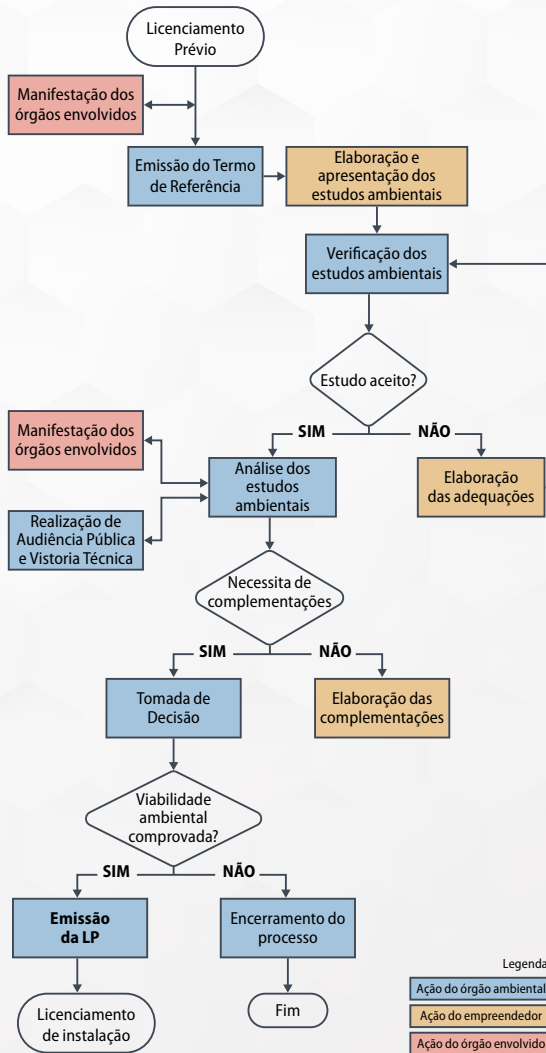 Licenciamento
Prévio
Manifestação dos
órgãos envolvidos
Emissão do Termo
de Referência
Elaboração e
apresentação dos
estudos ambientais
Verificação dos
estudos ambientais
Estudo aceito?
SIM
NÃO
Manifestação dos
órgãos envolvidos
Análise dos
estudos
ambientais
Elaboração
das adequações
Realização de
Audiência Pública
e Vistoria Técnica
Necessita de
complementações
SIM
NÃO
Tomada de
Decisão
Elaboração das
complementações
Viabilidade
ambiental
comprovada?
SIM
NÃO
Emissão
da LP
Encerramento do
processo
Licenciamento
de instalação
Fim
Legenda
Ação do órgão ambiental
Ação do empreendedor
Ação do órgão envolvido